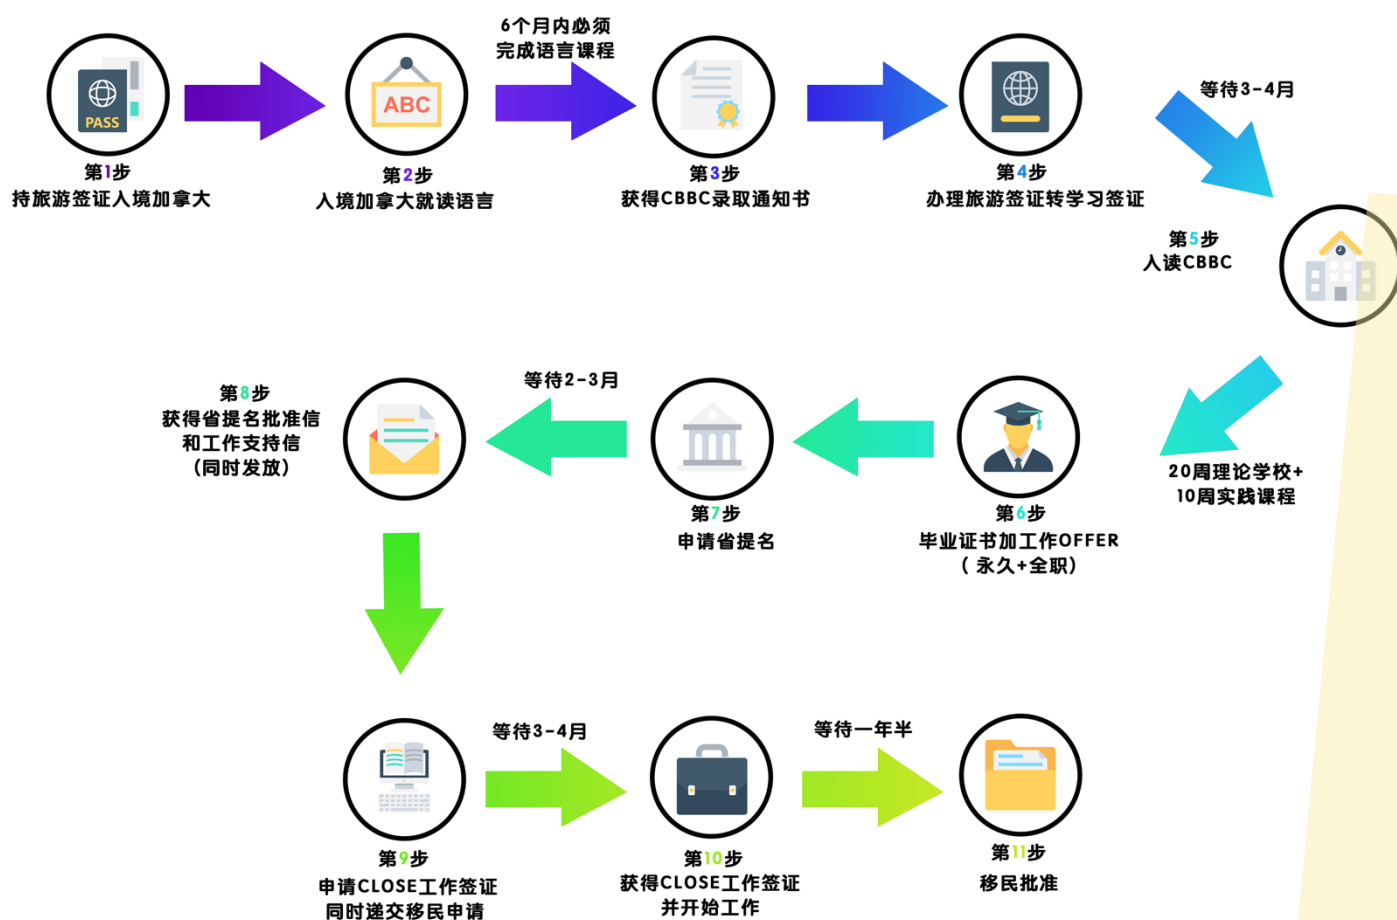 PASS
第1步
持旅游签证入境加拿大
ABC
第2步
入境加拿大就读语言
6个月内必须
完成语言课程
第3步
获得CBBC录取通知书
第4步
办理旅游签证转学习签证
等待3-4月
第5步
入读CBBC
20周理论学校+
10周实践课程
第6步
毕业证书加工作OFFER
（ 永久+全职）
第7步
申请省提名
等待2-3月
第8步
获得省提名批准信
和工作支持信
（同时发放）
第9步
申请CLOSE工作签证
同时递交移民申请
等待3-4月
第10步
获得CLOSE工作签证
并开始工作
等待一年半
第11步
移民批准